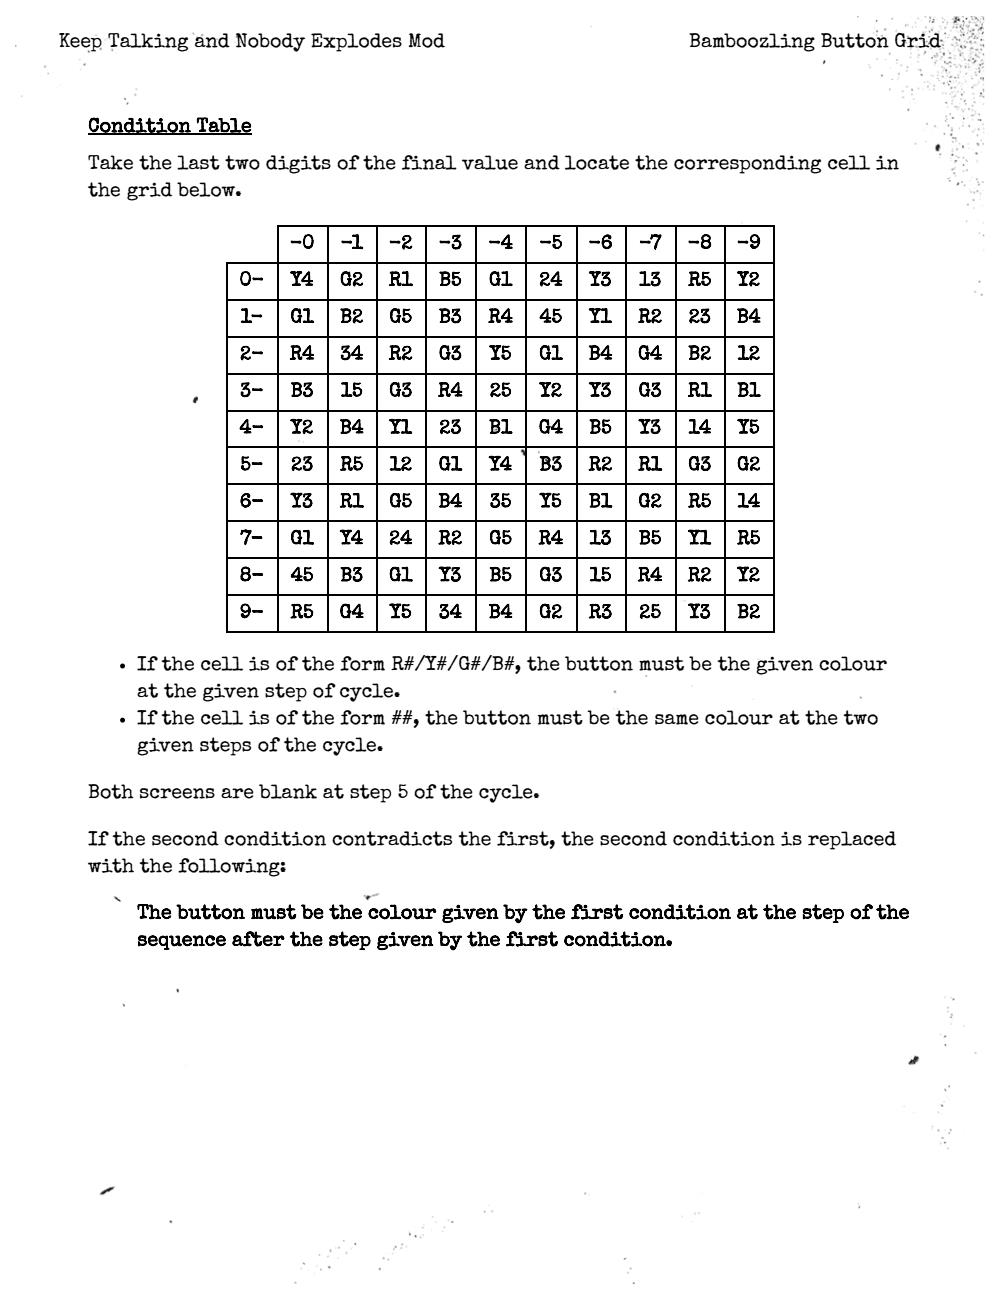 Keep Talking and Nobody Explodes Mod Bamboozling Button Grid
Condition Table
Take the last two digits of the final value and locate the corresponding cell in
the grid below.
-0 -1 -2 -3 -4 -5 -6 -7 -8 -9
0- Y4 G2 R1 B5 G1 24 Y3 13 R5 Y2
1- G1 B2 G5 B3 R4 45 Y1 R2 23 B4
2- R4 34 R2 G3 Y5 G1 B4 G4 B2 12
3- B3 15 G3 R4 25 Y2 Y3 G3 R1 B1
4- Y2 B4 Y1 23 B1 G4 B5 Y3 14 Y5
5- 23 R5 12 G1 Y4 B3 R2 R1 G3 G2
6- Y3 R1 G5 B4 35 Y5 B1 G2 R5 14
7- G1 Y4 24 R2 G5 R4 13 B5 Y1 R5
8- 45 B3 G1 Y3 B5 G3 15 R4 R2 Y2
9- R5 G4 Y5 34 B4 G2 R3 25 Y3 B2
• If the cell is of the form R#/Y#/G#/B#, the button must be the given colour
at the given step of cycle.
• If the cell is of the form ##, the button must be the same colour at the two
given steps of the cycle.
Both screens are blank at step 5 of the cycle.
If the second condition contradicts the first, the second condition is replaced
with the following:
The button must be the colour given by the first condition at the step of the
sequence after the step given by the first condition.